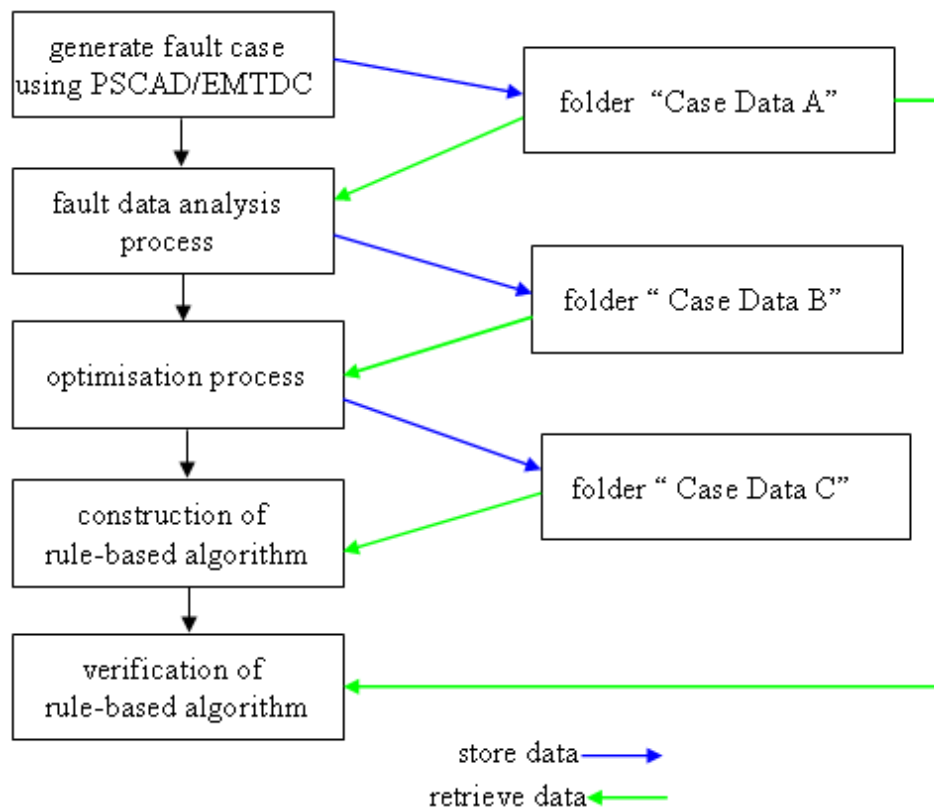 generate fault case
using PSCAD/EMTDC
folder “Case Data A”
fault data analysis
process
folder “ Case Data B”
optimisation process
folder “ Case Data C”
construction of
rule-based algorithm
verification of
rule-based algorithm
store data
retrieve data